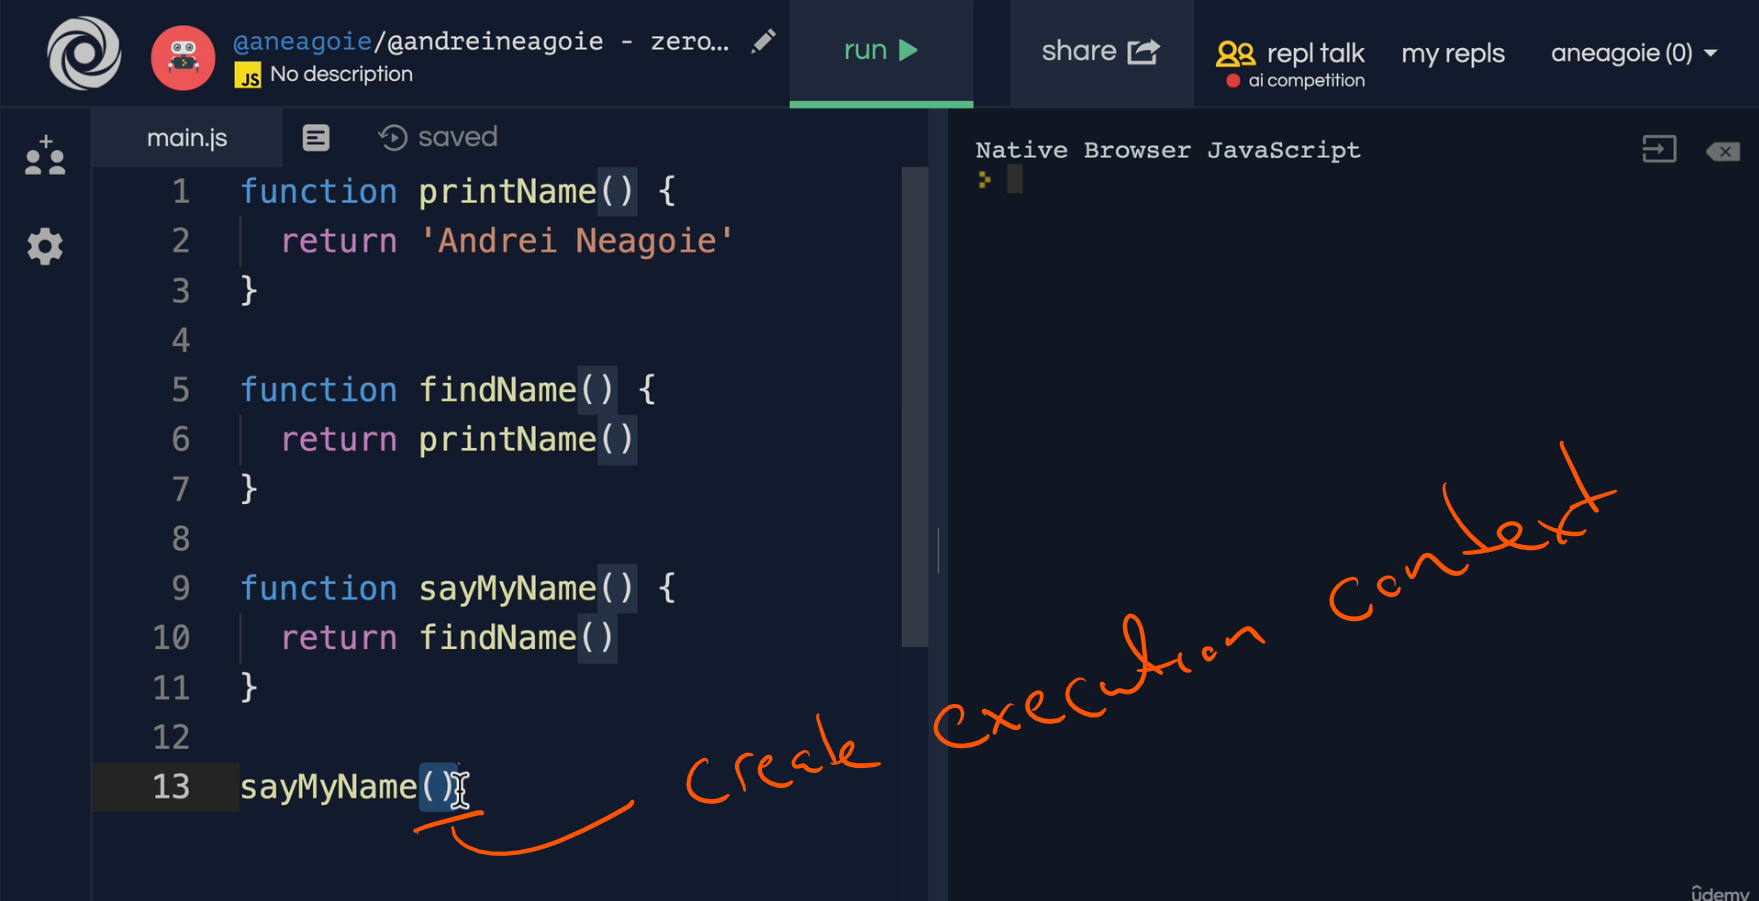 @aneagoie/@andreineagoie - zero...
JS No description
run
share
repl talk
ai competition
my repls
aneagoie (0)
main.js
saved
1 function printName() {
2 return 'Andrei Neagoie'
3 }
4
5 function findName() {
6 return printName()
7 }
8
9 function sayMyName() {
10 return findName()
11 }
12
13 sayMyName()
Native Browser JavaScript
create execution context
ûdemy